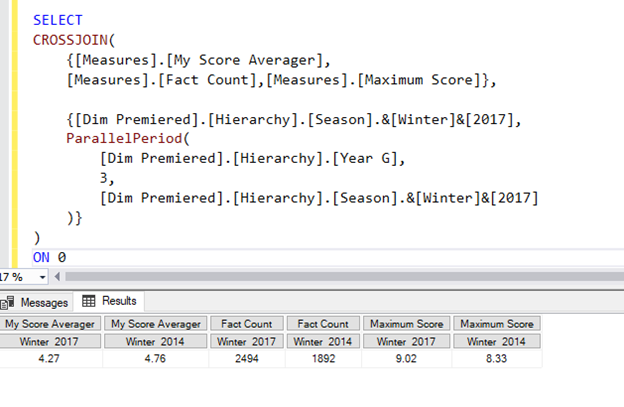 SELECT
CROSSJOIN(
{[Measures].[My Score Averager],
[Measures].[Fact Count],[Measures].[Maximum Score]},
{[Dim Premiered].[Hierarchy].[Season].&[Winter]&[2017],
ParallelPeriod(
[Dim Premiered].[Hierarchy].[Year G],
3,
[Dim Premiered].[Hierarchy].[Season].&[Winter]&[2017]
)}
)
ON 0
17 %
Messages Results
My Score Averager My Score Averager Fact Count Fact Count Maximum Score Maximum Score
Winter 2017 Winter 2014 Winter 2017 Winter 2014 Winter 2017 Winter 2014
4.27 4.76 2494 1892 9.02 8.33